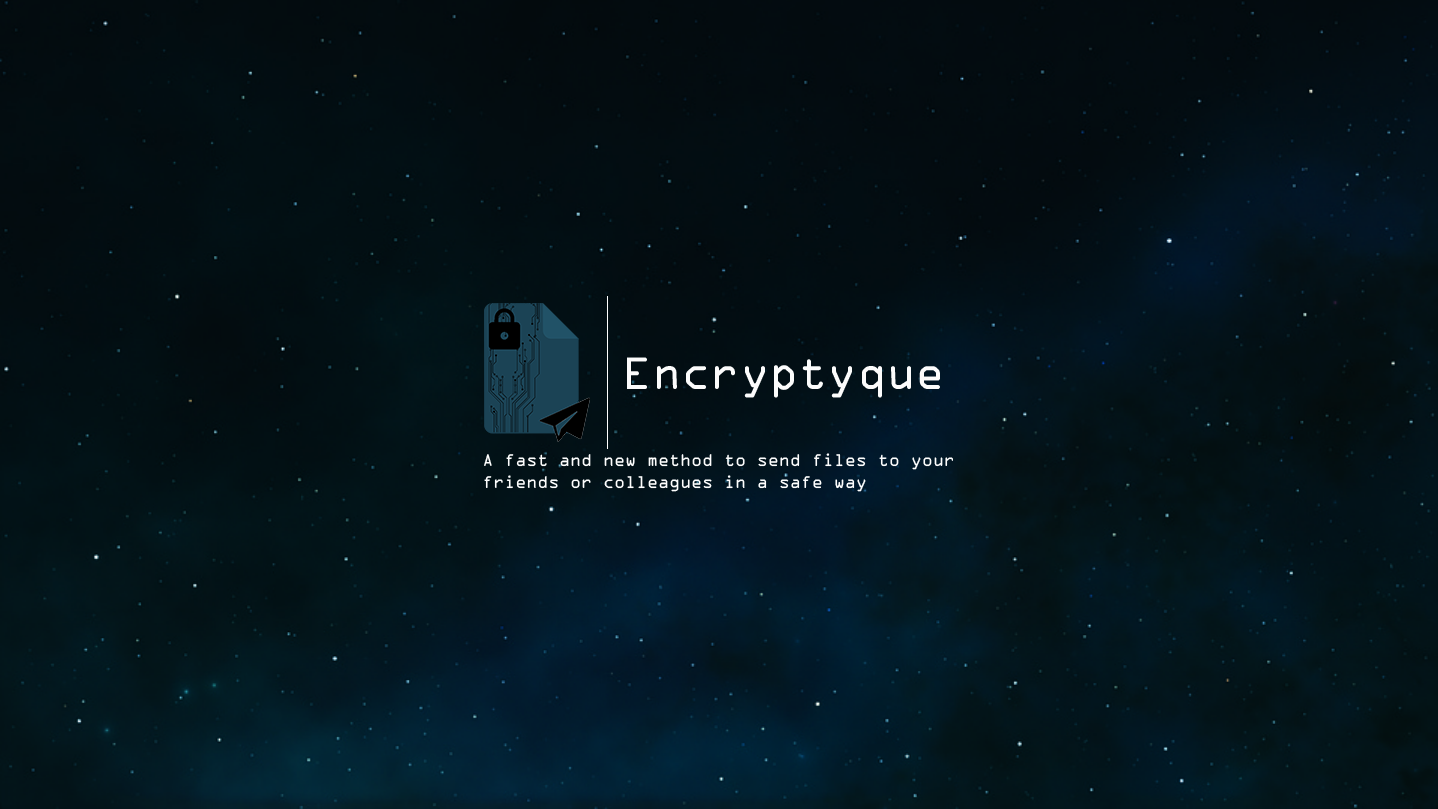 Encryptyque
A fast and new method to send files to your
friends or colleagues in a safe way